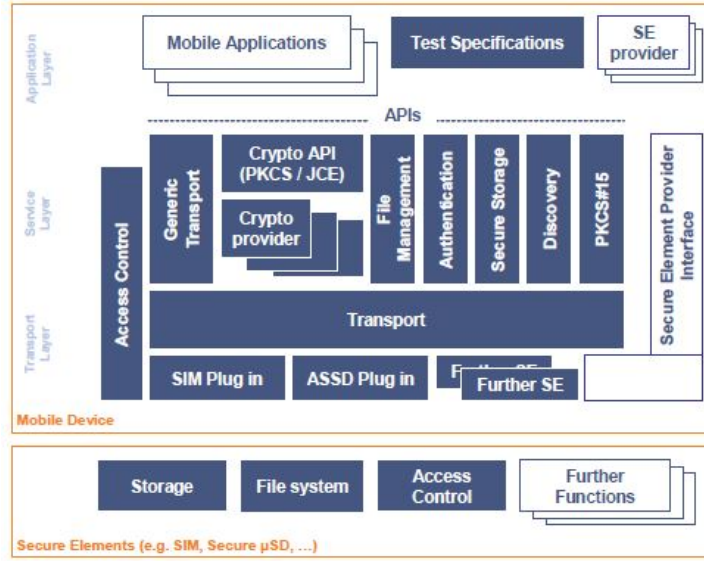 Application
Layer
Mobile Applications
Test Specifications
SE
provider
APIs
Service
Layer
Access Control
Generic
Transport
Crypto API
(PKCS / JCE)
Crypto
provider
File
Management
Authentication
Secure Storage
Discovery
PKCS#15
Secure Element Provider
Interface
Transport
Layer
Transport
SIM Plug in
ASSD Plug in
Further SE
Further SE
Mobile Device
Storage
File system
Access
Control
Further
Functions
Secure Elements (e.g. SIM, Secure µSD, ...)